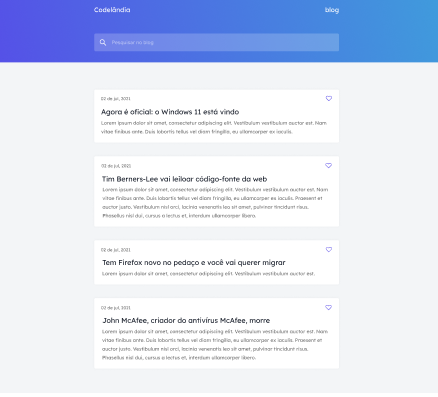 Codelândia
blog
Pesquisar no blog
02 de jul, 2021
Agora é oficial: o Windows 11 está vindo
Lorem ipsum dolor sit amet, consectetur adipiscing elit. Vestibulum vestibulum auctor est. Nam
vitae finibus ante. Duis lobortis tellus vel diam fringilla, eu ullamcorper ex iaculis.
02 de jul, 2021
Tim Berners-Lee vai leiloar código-fonte da web
Lorem ipsum dolor sit amet, consectetur adipiscing elit. Vestibulum vestibulum auctor est. Nam
vitae finibus ante. Duis lobortis tellus vel diam fringilla, eu ullamcorper ex iaculis. Praesent et
auctor justo. Vestibulum nisl orci, lacinia venenatis leo sit amet, pulvinar tincidunt risus.
Phasellus nisl dui, cursus a lectus et, interdum ullamcorper libero.
02 de jul, 2021
Tem Firefox novo no pedaço e você vai querer migrar
Lorem ipsum dolor sit amet, consectetur adipiscing elit. Vestibulum vestibulum auctor est.
02 de jul, 2021
John McAfee, criador do antivírus McAfee, morre
Lorem ipsum dolor sit amet, consectetur adipiscing elit. Vestibulum vestibulum auctor est. Nam
vitae finibus ante. Duis lobortis tellus vel diam fringilla, eu ullamcorper ex iaculis. Praesent et
auctor justo. Vestibulum nisl orci, lacinia venenatis leo sit amet, pulvinar tincidunt risus.
Phasellus nisl dui, cursus a lectus et, interdum ullamcorper libero.